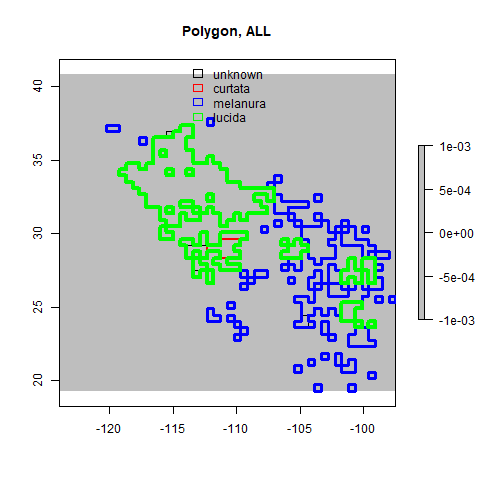 Polygon, ALL
unknown
curtata
melanura
lucida
40
35
30
25
20
-120
-115
-110
-105
-100
1e-03
5e-04
0e+00
-5e-04
-1e-03